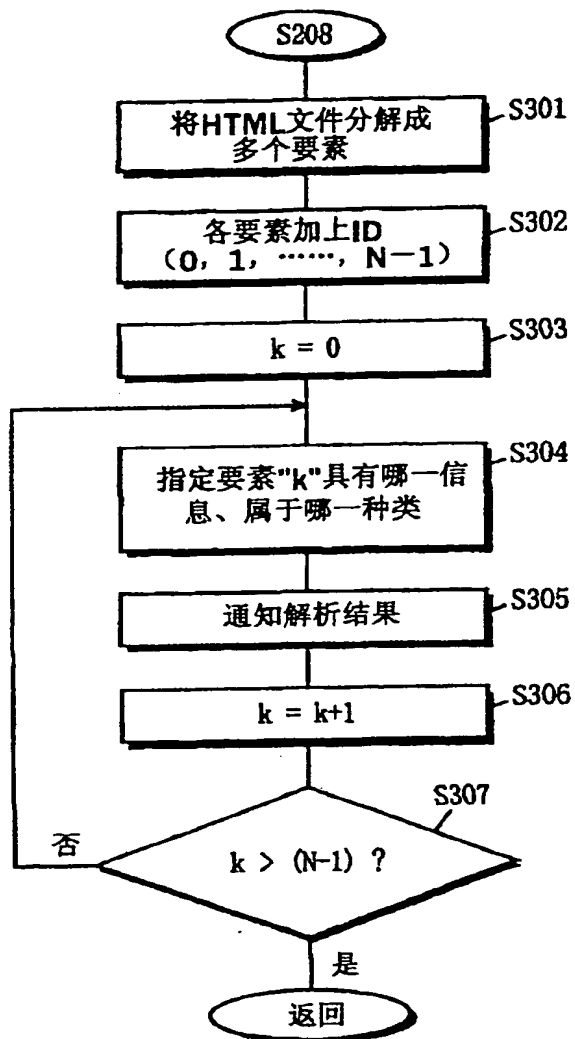 S208
将HTML文件分解成
多个要素
S301
各要素加上ID
（0，1，……，N－1）
S302
k = 0
S303
指定要素"k"具有哪一信
息、属于哪一种类
S304
通知解析结果
S305
k = k+1
S306
k > (N-1) ?
S307
否
是
返回